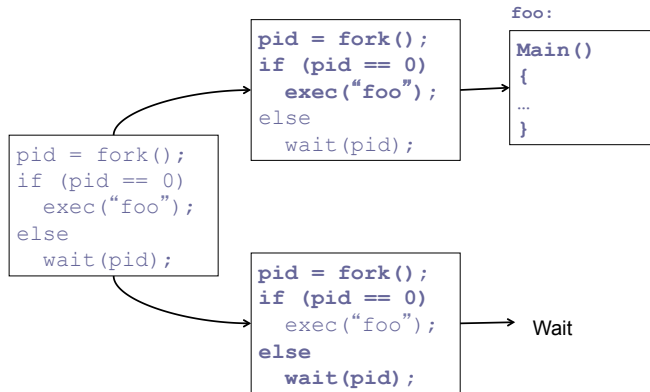 pid = fork();
if (pid == 0)
  exec(“foo”);
else
  wait(pid);
pid = fork();
if (pid == 0)
  exec(“foo”);
else
  wait(pid);
foo:
Main()
{
…
}
pid = fork();
if (pid == 0)
  exec(“foo”);
else
  wait(pid);
Wait